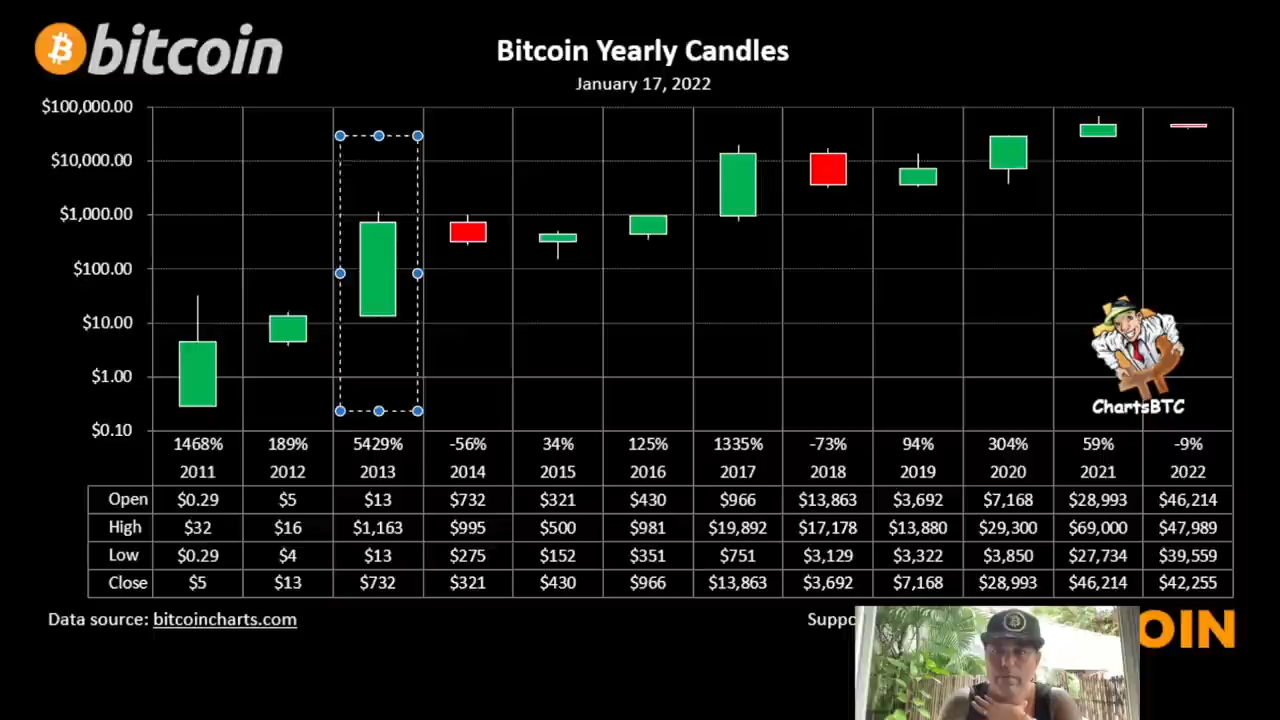 bitcoin
Bitcoin Yearly Candles
January 17, 2022
$100,000.00
$10,000.00
$1,000.00
$100.00
$10.00
$1.00
$0.10
ChartsBTC
1468% 189% 5429% -56% 34% 125% 1335% -73% 94% 304% 59% -9%
2011 2012 2013 2014 2015 2016 2017 2018 2019 2020 2021 2022
Open $0.29 $5 $13 $732 $321 $430 $966 $13,863 $3,692 $7,168 $28,993 $46,214
High $32 $16 $1,163 $995 $500 $981 $19,892 $17,178 $13,880 $29,300 $69,000 $47,989
Low $0.29 $4 $13 $275 $152 $351 $751 $3,129 $3,322 $3,850 $27,734 $39,559
Close $5 $13 $732 $321 $430 $966 $13,863 $3,692 $7,168 $28,993 $46,214 $42,255
Data source: bitcoincharts.com